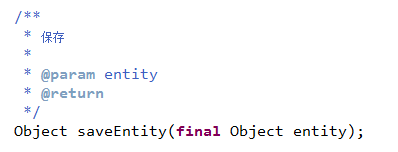 /**
 * 保存
 *
 * @param entity
 * @return
 */
Object saveEntity(final Object entity);